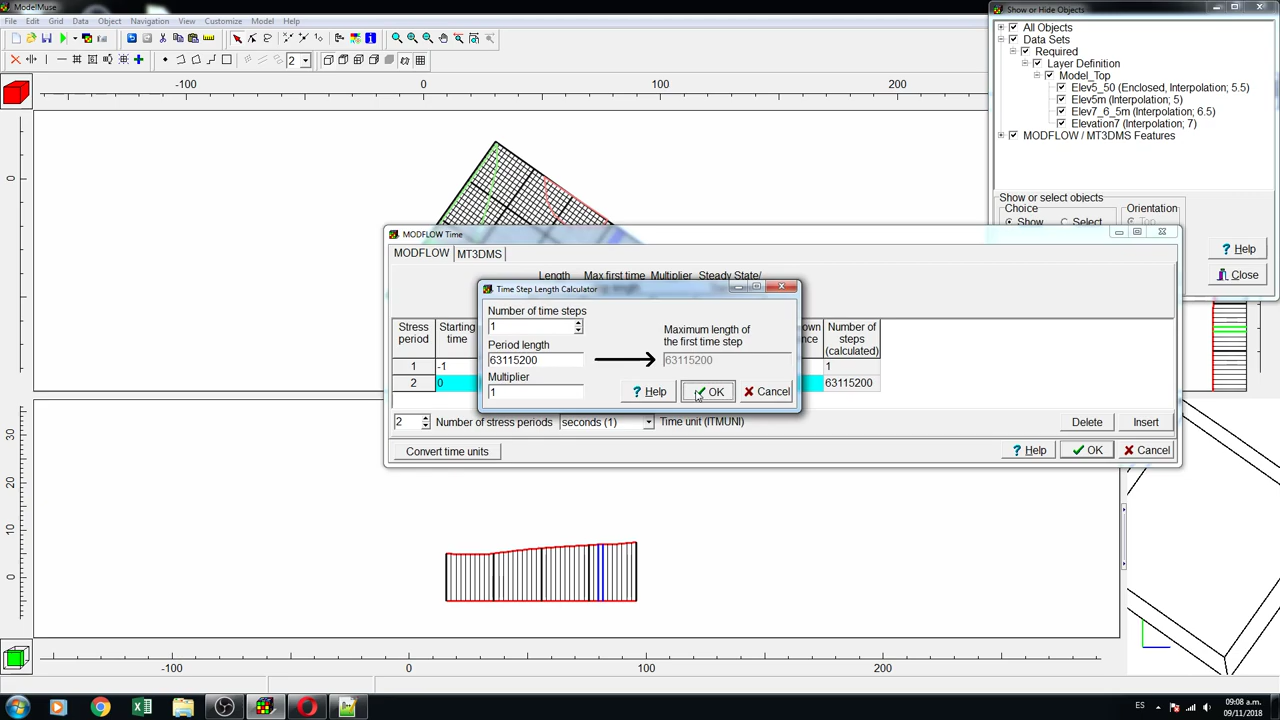 ModelMuse
File Edit Grid Data Object Navigation View Customize Model Help
2
-100 0 100 200
0
Show or Hide Objects
All Objects
Data Sets
Required
Layer Definition
Model_Top
Elev5_50 (Enclosed, Interpolation; 5.5)
Elev5m (Interpolation; 5)
Elev7_6_5m (Interpolation; 6.5)
Elevation7 (Interpolation; 7)
MODFLOW / MT3DMS Features
Show or select objects
Choice
Show Select
Orientation
Top
? Help
Close
MODFLOW Time
MODFLOW MT3DMS
Length Max first time Multiplier Steady State/
Stress period
Starting time
Number of steps (calculated)
1 -1 1
2 0 63115200
2 Number of stress periods seconds (1) Time unit (ITMUNI)
Delete Insert
Convert time units
? Help OK Cancel
Time Step Length Calculator
Number of time steps
1
Period length
63115200
Multiplier
1
Maximum length of
the first time step
63115200
? Help OK Cancel
30
20
10
0
-100 0 100 200
ES
09:08 a.m.
09/11/2018